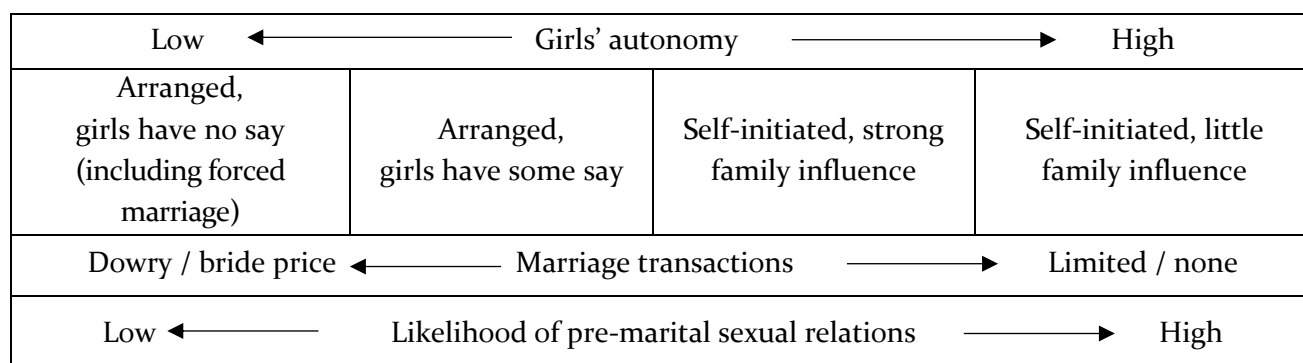 Low Girls’ autonomy High
Arranged,
girls have no say
(including forced
marriage)
Arranged,
girls have some say
Self-initiated, strong
family influence
Self-initiated, little
family influence
Dowry / bride price Marriage transactions Limited / none
Low Likelihood of pre-marital sexual relations High